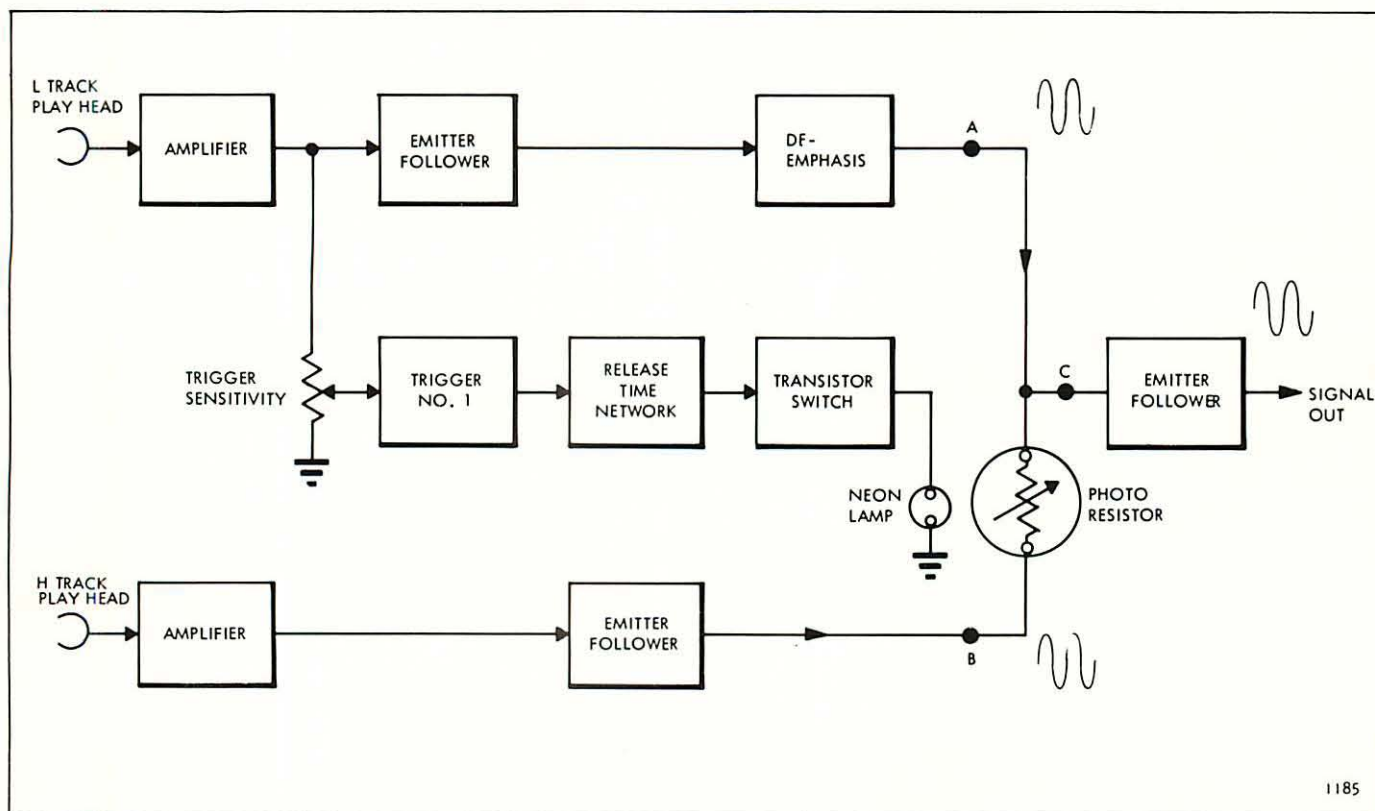 L TRACK
PLAY HEAD
AMPLIFIER
EMITTER
FOLLOWER
DE-
EMPHASIS
A
TRIGGER
SENSITIVITY
TRIGGER
NO. 1
RELEASE
TIME
NETWORK
TRANSISTOR
SWITCH
C
EMITTER
FOLLOWER
SIGNAL
OUT
NEON
LAMP
PHOTO
RESISTOR
H TRACK
PLAY HEAD
AMPLIFIER
EMITTER
FOLLOWER
B
1185